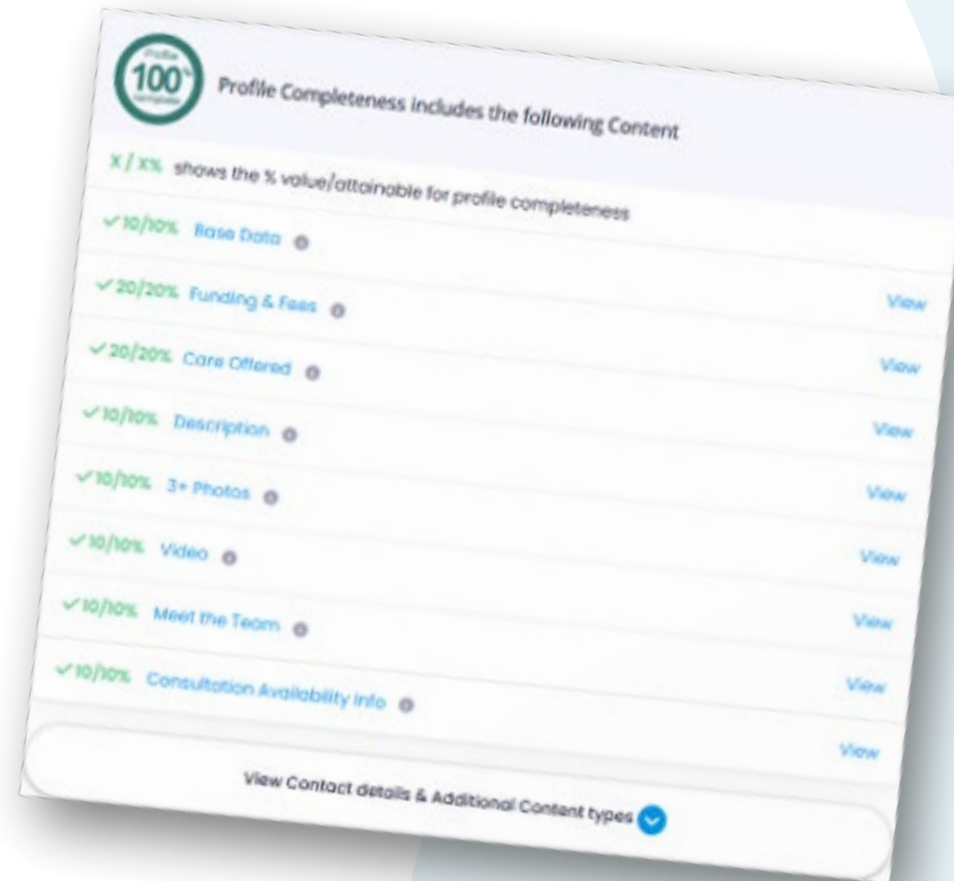 Profile
100%
Complete
Profile Completeness includes the following Content
X / X% shows the % value/attainable for profile completeness
10/10% Base Data View
20/20% Funding & Fees View
20/20% Care Offered View
10/10% Description View
10/10% 3+ Photos View
10/10% Video View
10/10% Meet the Team View
10/10% Consultation Availability Info View
View Contact details & Additional Content types